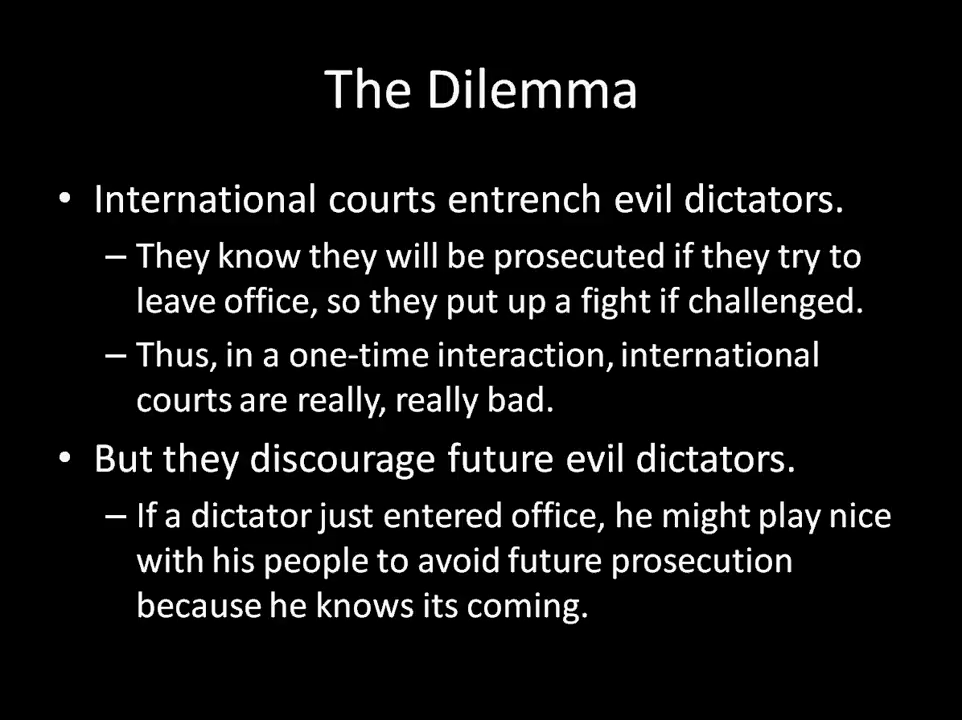 The Dilemma
• International courts entrench evil dictators.
– They know they will be prosecuted if they try to
leave office, so they put up a fight if challenged.
– Thus, in a one-time interaction, international
courts are really, really bad.
• But they discourage future evil dictators.
– If a dictator just entered office, he might play nice
with his people to avoid future prosecution
because he knows its coming.